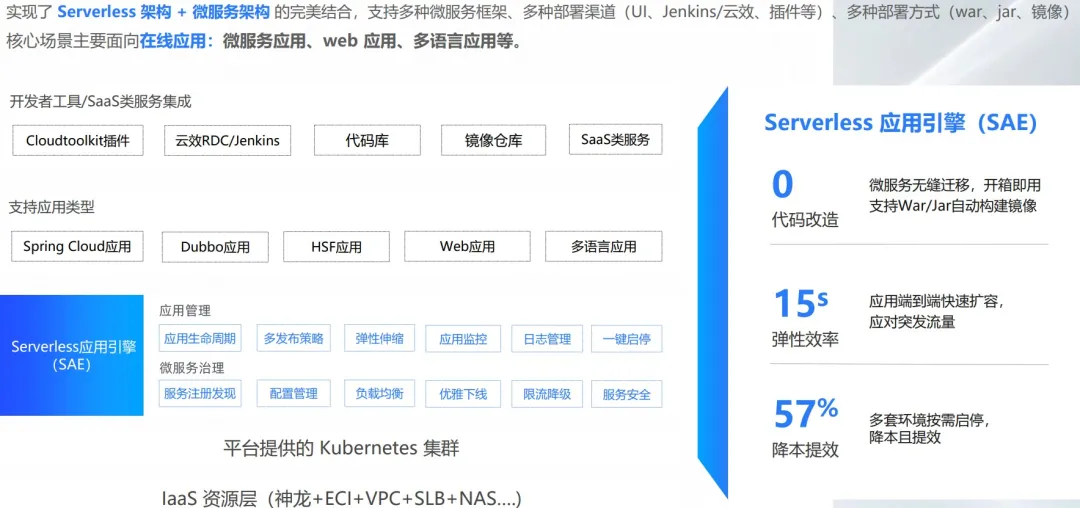 实现了 Serverless 架构 + 微服务架构 的完美结合，支持多种微服务框架、多种部署渠道（UI、Jenkins/云效、插件等）、多种部署方式（war、jar、镜像）
核心场景主要面向在线应用：微服务应用、web 应用、多语言应用等。
开发者工具/SaaS类服务集成
Cloudtoolkit插件
云效RDC/Jenkins
代码库
镜像仓库
SaaS类服务
支持应用类型
Spring Cloud应用
Dubbo应用
HSF应用
Web应用
多语言应用
Serverless应用引擎
（SAE）
应用管理
应用生命周期
多发布策略
弹性伸缩
应用监控
日志管理
一键启停
微服务治理
服务注册发现
配置管理
负载均衡
优雅下线
限流降级
服务安全
平台提供的 Kubernetes 集群
IaaS 资源层（神龙+ECI+VPC+SLB+NAS....)
Serverless 应用引擎（SAE）
0
代码改造
微服务无缝迁移，开箱即用
支持War/Jar自动构建镜像
15s
弹性效率
应用端到端快速扩容，
应对突发流量
57%
降本提效
多套环境按需启停，
降本且提效